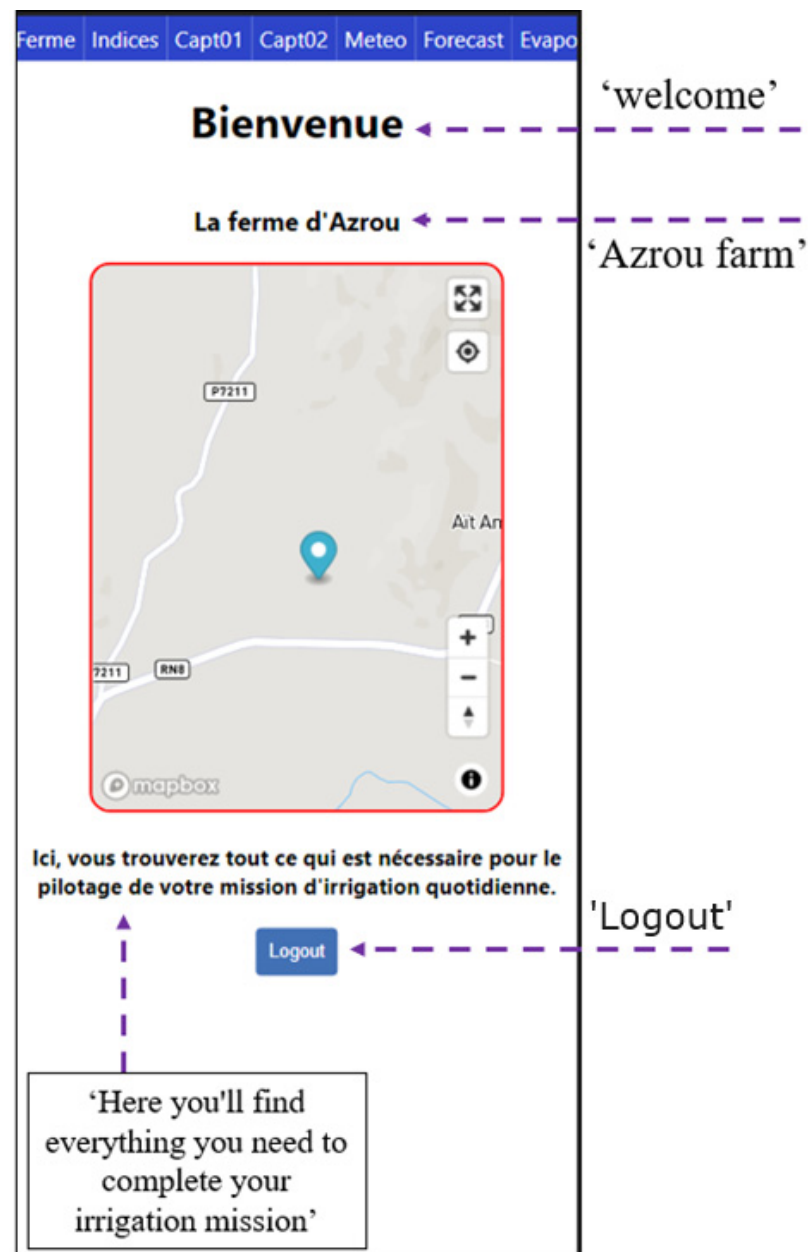 Ferme Indices Capt01 Capt02 Meteo Forecast Evapo
‘welcome’
Bienvenue
La ferme d'Azrou
‘Azrou farm’
P7211
Aït An
7211
RN8
mapbox
Ici, vous trouverez tout ce qui est nécessaire pour le
pilotage de votre mission d'irrigation quotidienne.
'Logout'
Logout
‘Here you'll find
everything you need to
complete your
irrigation mission’